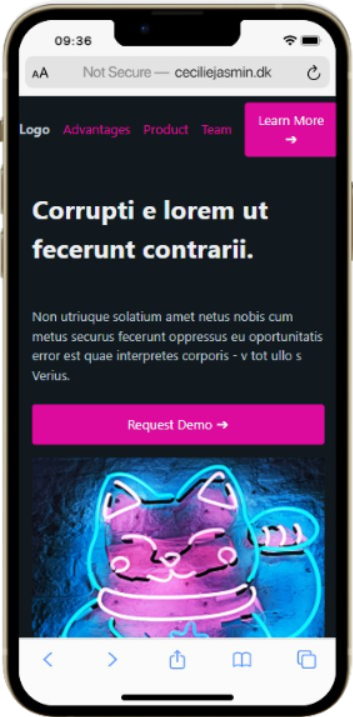 09:36
AA Not Secure — ceciliejasmin.dk
Logo Advantages Product Team Learn More
➔
Corrupti e lorem ut
fecerunt contrarii.
Non utriuque solatium amet netus nobis cum
metus securus fecerunt oppressus eu oportunitatis
error est quae interpretes corporis - v tot ullo s
Verius.
Request Demo ➔